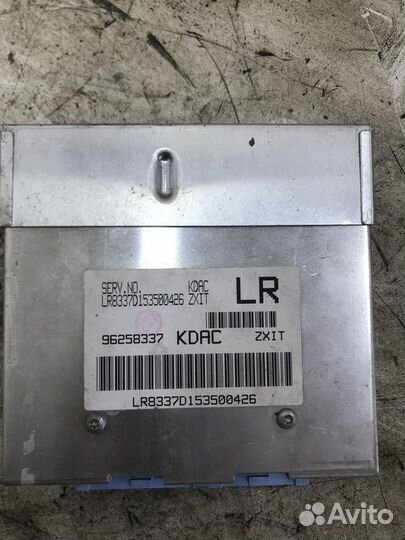 SERV.NO. KDAC
LR8337D153500426 ZXIT
LR
96258337 KDAC ZXIT
LR8337D153500426
Avito